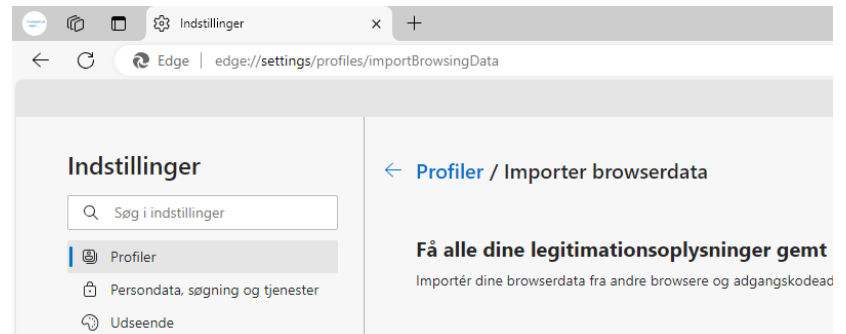 Indstillinger
Edge | edge://settings/profiles/importBrowsingData
Indstillinger
Profiler / Importer browserdata
Søg i indstillinger
Få alle dine legitimationsoplysninger gemt
Profiler
Importér dine browserdata fra andre browsere og adgangskodead
Persondata, søgning og tjenester
Udseende